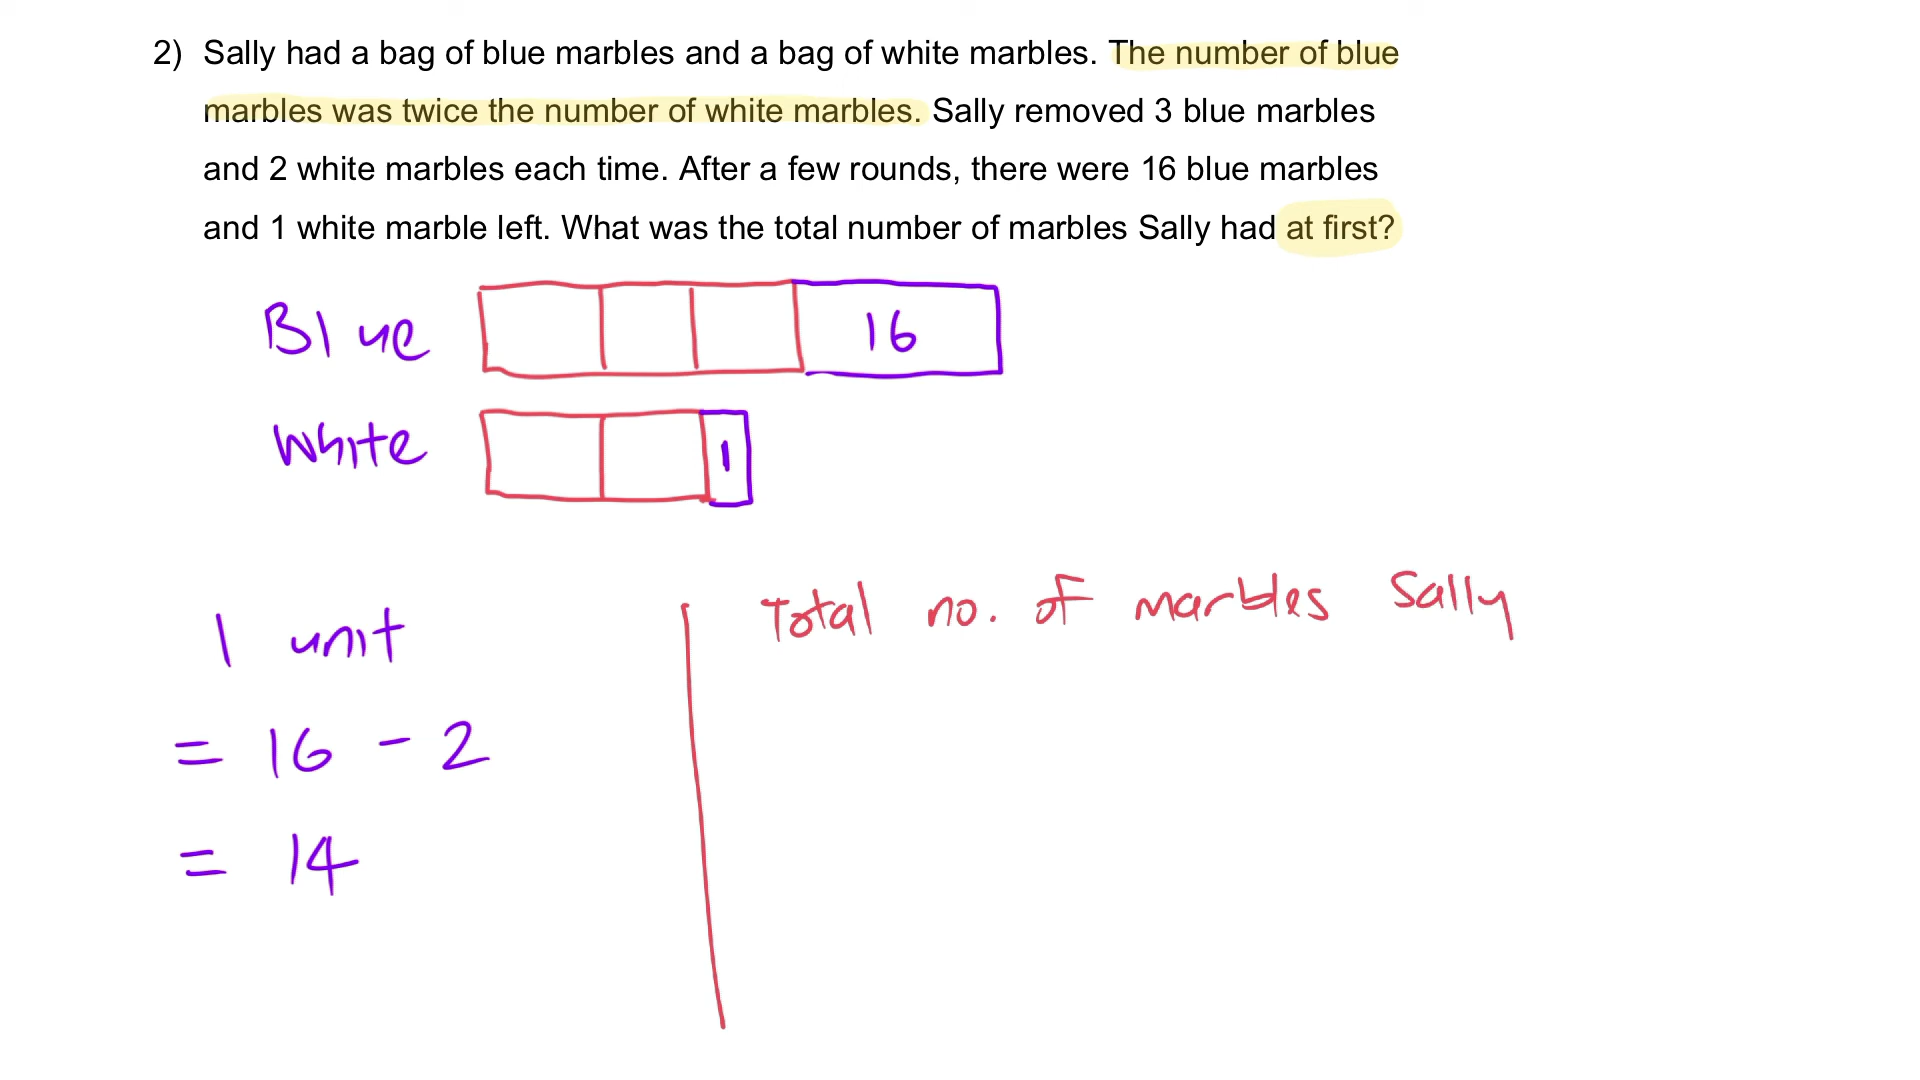 2) Sally had a bag of blue marbles and a bag of white marbles. The number of blue
marbles was twice the number of white marbles. Sally removed 3 blue marbles
and 2 white marbles each time. After a few rounds, there were 16 blue marbles
and 1 white marble left. What was the total number of marbles Sally had at first?
Blue 16
White 1
1 unit
= 16 - 2
= 14
Total no. of marbles Sally